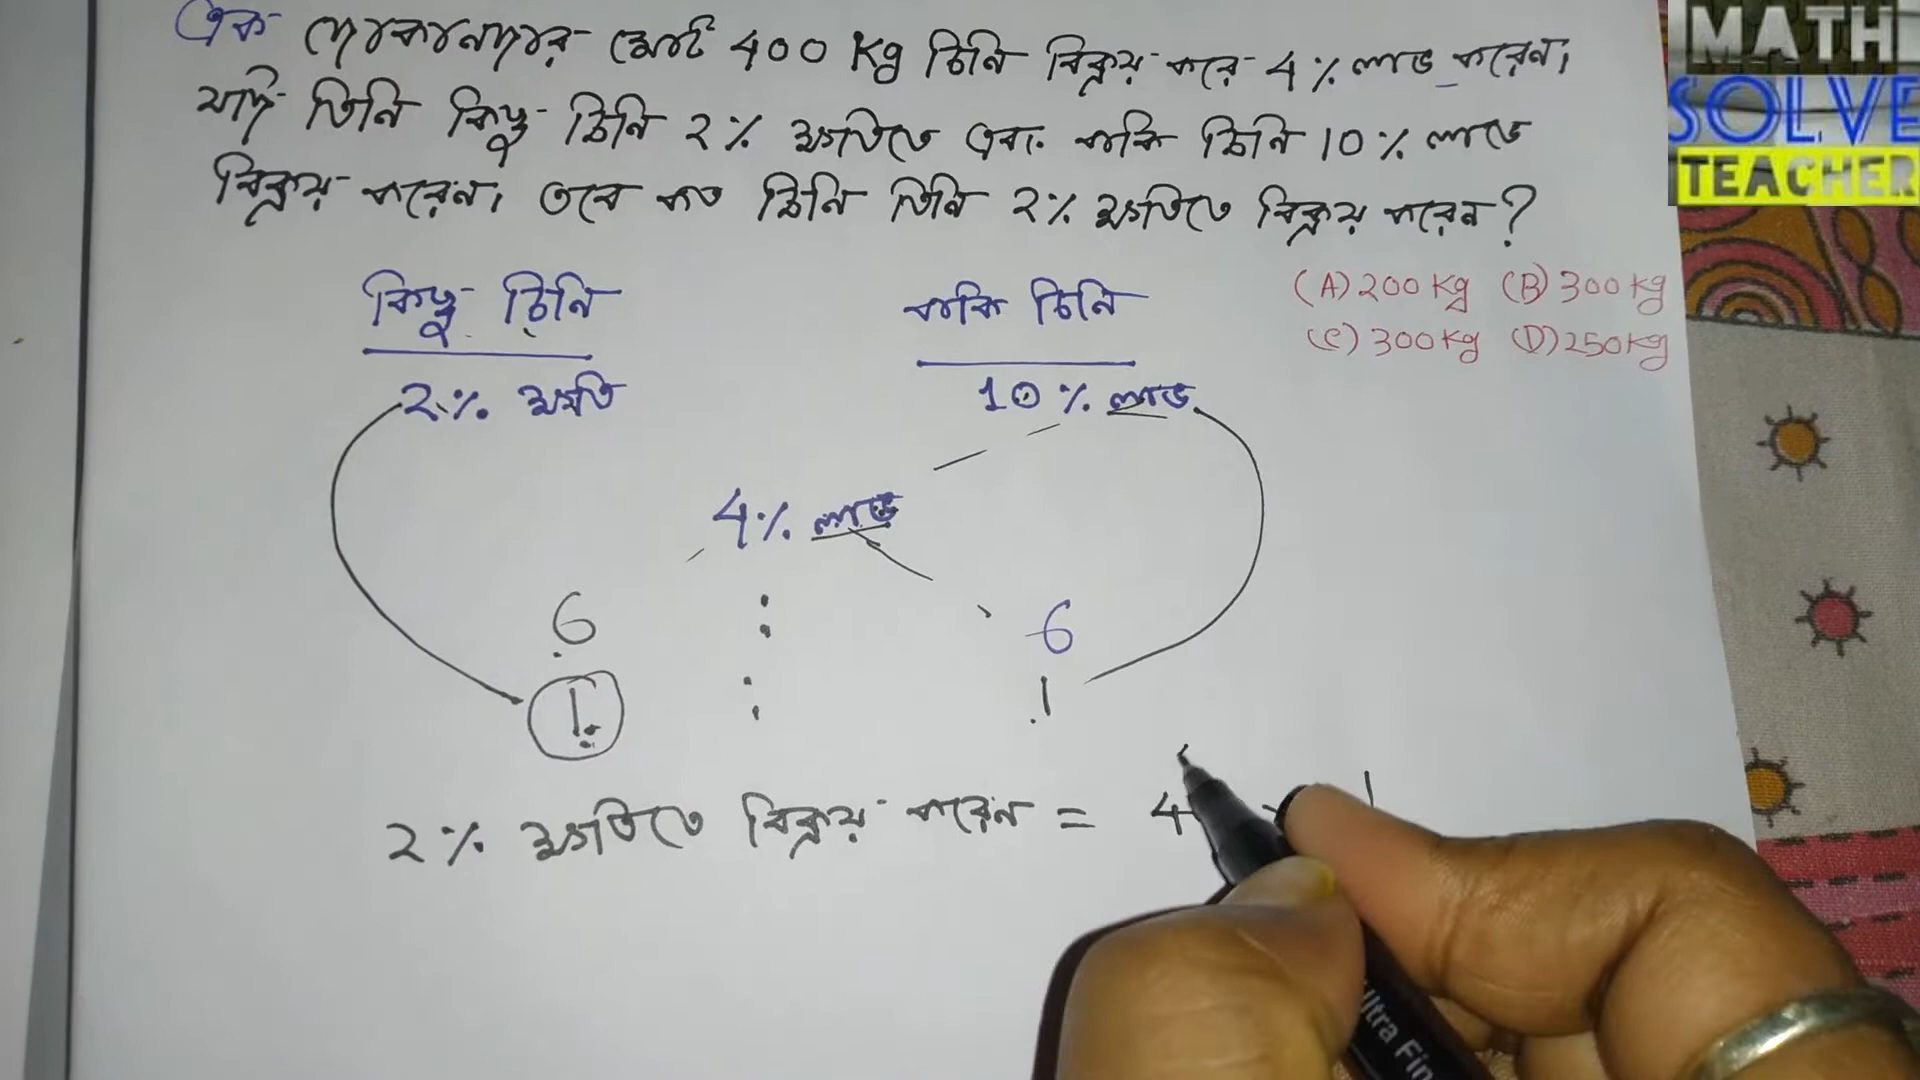 এক দোকানদার মোট 400 Kg চিনি বিক্রয় করে 4% লাভ করেন।
যদি তিনি কিছু চিনি 2% ক্ষতিতে এবং বাকি চিনি 10% লাভে
বিক্রয় করেন। তবে কত চিনি তিনি 2% ক্ষতিতে বিক্রয় করেন?
(A) 200 Kg (B) 300 Kg
(C) 300 Kg (D) 250 Kg
কিছু চিনি বাকি চিনি
2% ক্ষতি 10% লাভ
4% লাভ
6 : 6
1 : 1
2% ক্ষতিতে বিক্রয় করেন = 4
MATH
SOLVE
TEACHER